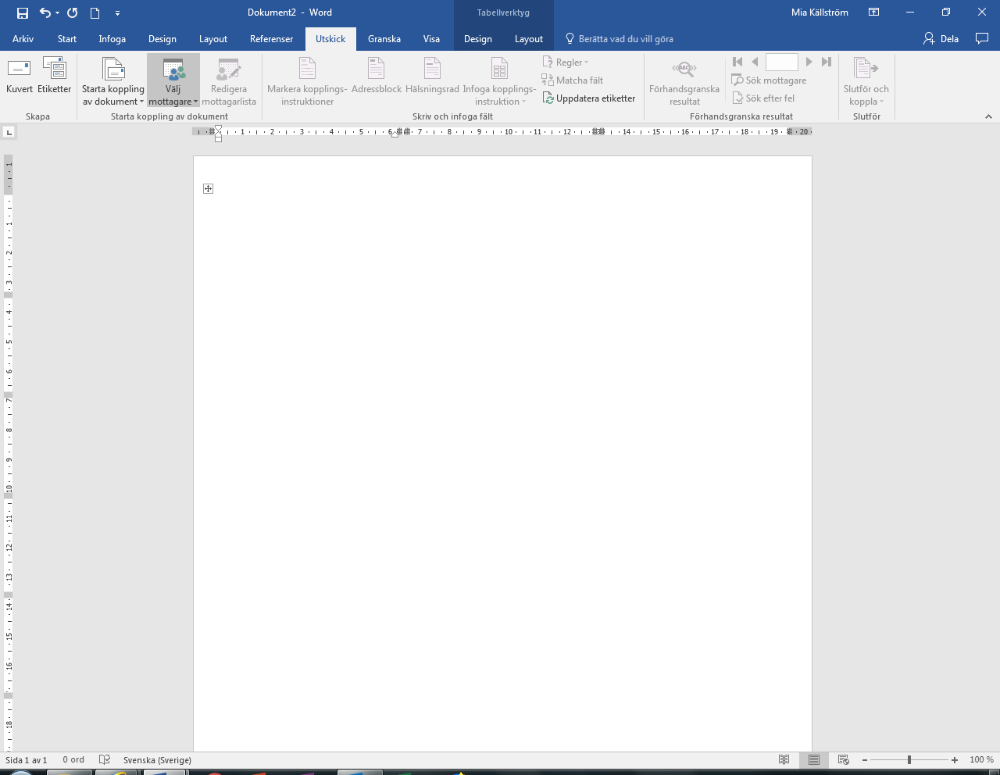 Dokument2 - Word
Tabellverktyg
Mia Källström
Arkiv Start Infoga Design Layout Referenser Utskick Granska Visa Design Layout Berätta vad du vill göra Dela
Kuvert Etiketter
Skapa
Starta koppling
av dokument
Välj
mottagare
Redigera
mottagarlista
Starta koppling av dokument
Markera kopplings-
instruktioner
Adressblock
Hälsningsrad
Infoga kopplings-
instruktion
Regler
Matcha fält
Uppdatera etiketter
Skriv och infoga fält
ABC
Förhandsgranska
resultat
Sök mottagare
Sök efter fel
Förhandsgranska resultat
Slutför och
koppla
Slutför
L
1 2 3 4 5 6 7 8 9 10 11 12 14 15 16 17 18 19 20
1
1
2
3
4
5
6
7
8
9
10
11
12
13
14
15
16
18
Sida 1 av 1 0 ord Svenska (Sverige) 100 %